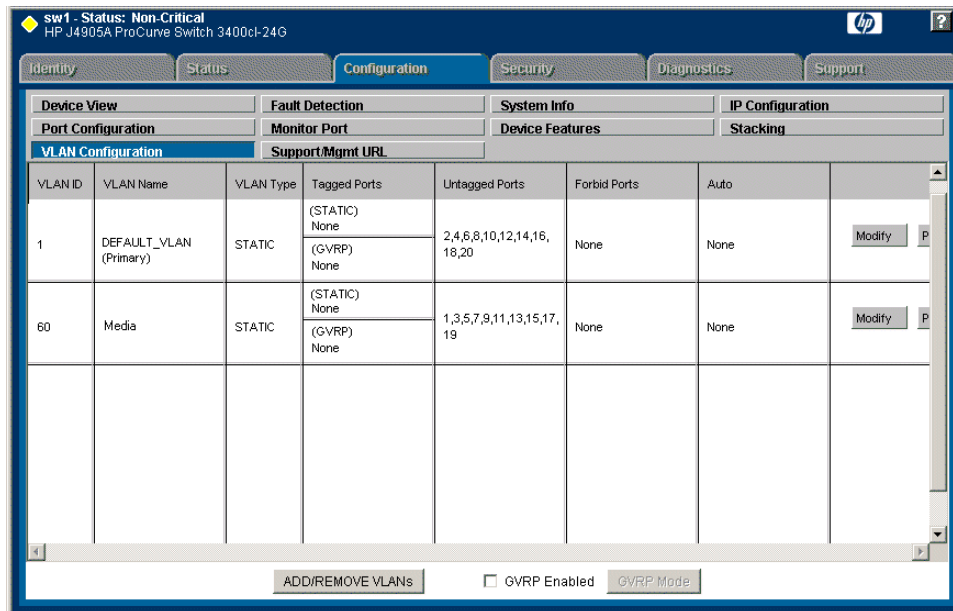 sw1 - Status: Non-Critical
HP J4905A ProCurve Switch 3400cl-24G
hp
?
Identity
Status
Configuration
Security
Diagnostics
Support
Device View
Fault Detection
System Info
IP Configuration
Port Configuration
Monitor Port
Device Features
Stacking
VLAN Configuration
Support/Mgmt URL
VLAN ID
VLAN Name
VLAN Type
Tagged Ports
Untagged Ports
Forbid Ports
Auto
1
DEFAULT_VLAN
(Primary)
STATIC
(STATIC)
None
(GVRP)
None
2,4,6,8,10,12,14,16,
18,20
None
None
Modify
P
60
Media
STATIC
(STATIC)
None
(GVRP)
None
1,3,5,7,9,11,13,15,17,
19
None
None
Modify
P
ADD/REMOVE VLANs
GVRP Enabled
GVRP Mode